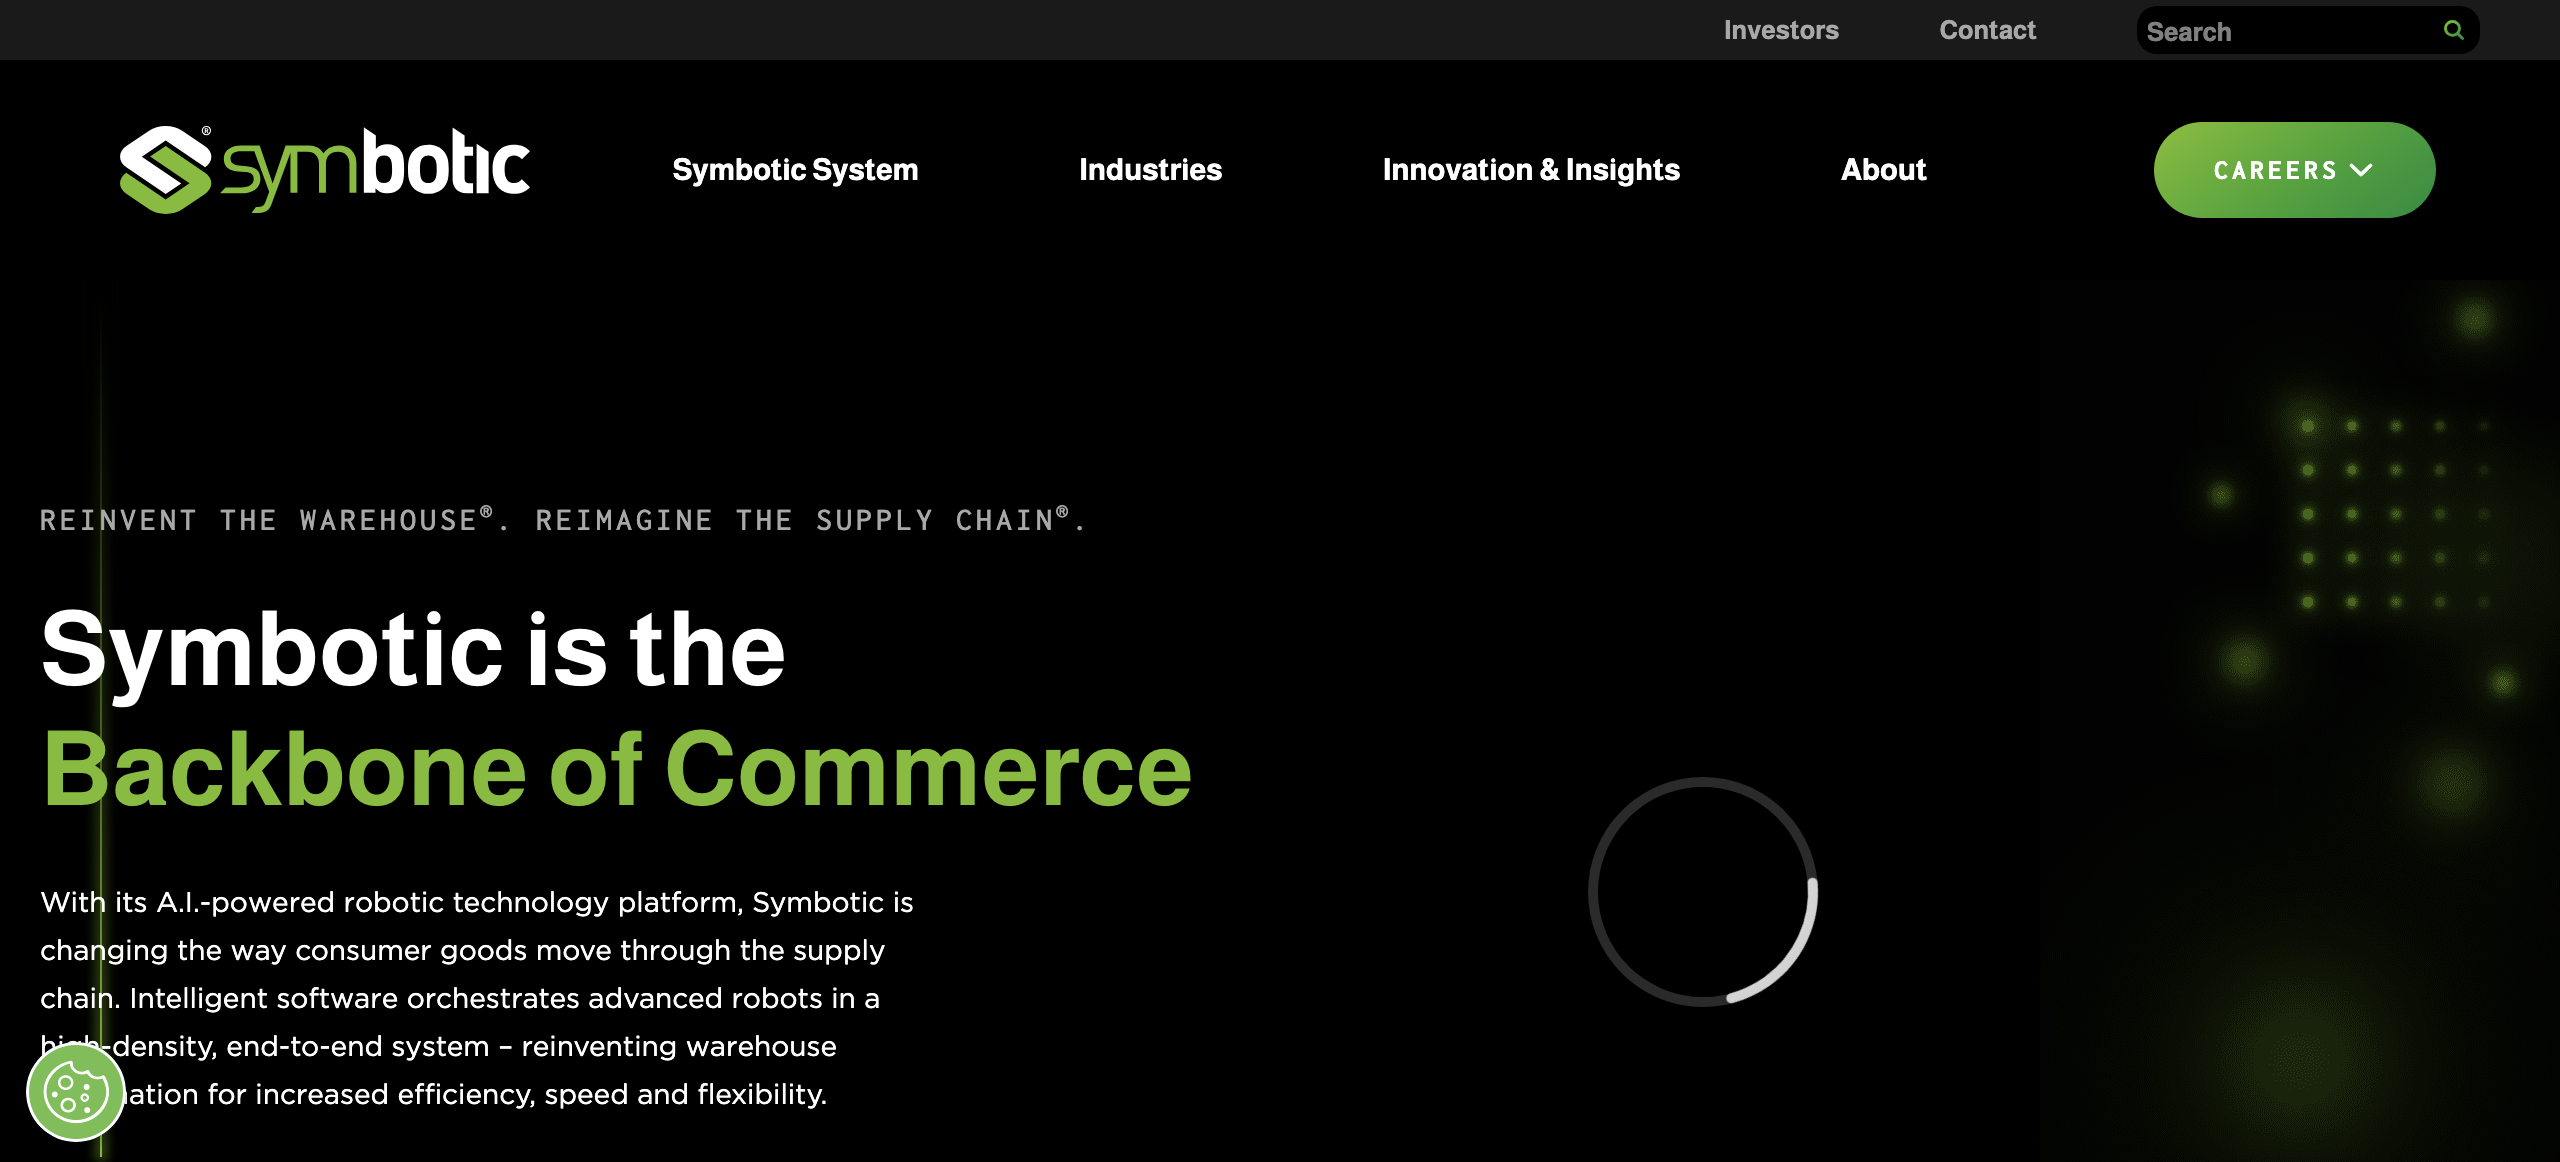 Investors
Contact
Search
symbotic®
Symbotic System
Industries
Innovation & Insights
About
CAREERS
REINVENT THE WAREHOUSE®. REIMAGINE THE SUPPLY CHAIN®.
Symbotic is the
Backbone of Commerce
With its A.I.-powered robotic technology platform, Symbotic is
changing the way consumer goods move through the supply
chain. Intelligent software orchestrates advanced robots in a
high-density, end-to-end system – reinventing warehouse
for increased efficiency, speed and flexibility.